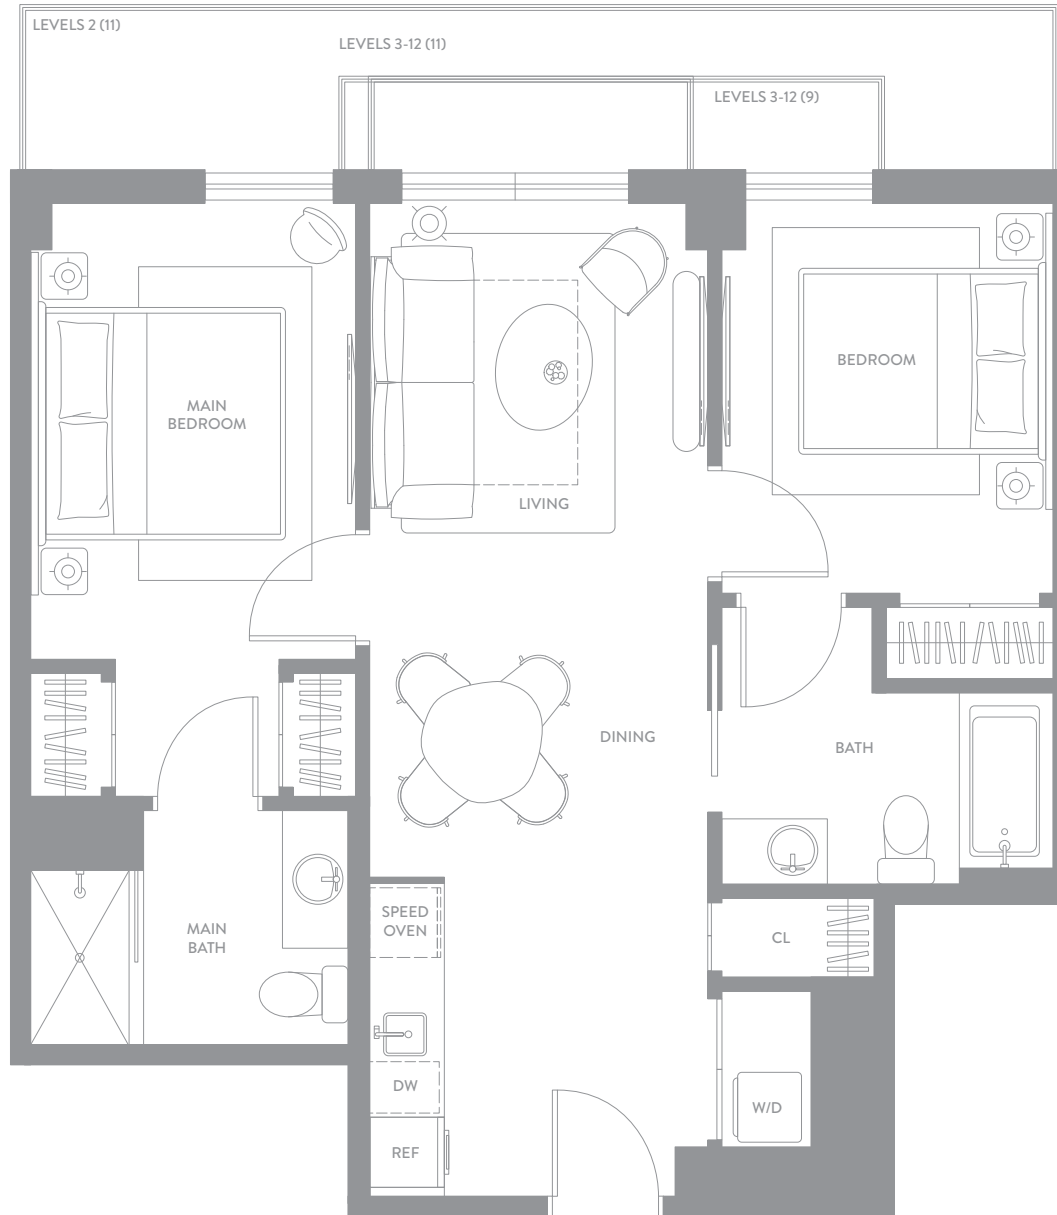 LEVELS 2 (11)
LEVELS 3-12 (11)
LEVELS 3-12 (9)
BEDROOM
MAIN
BEDROOM
LIVING
DINING
BATH
SPEED
OVEN
MAIN
BATH
CL
DW
W/D
REF